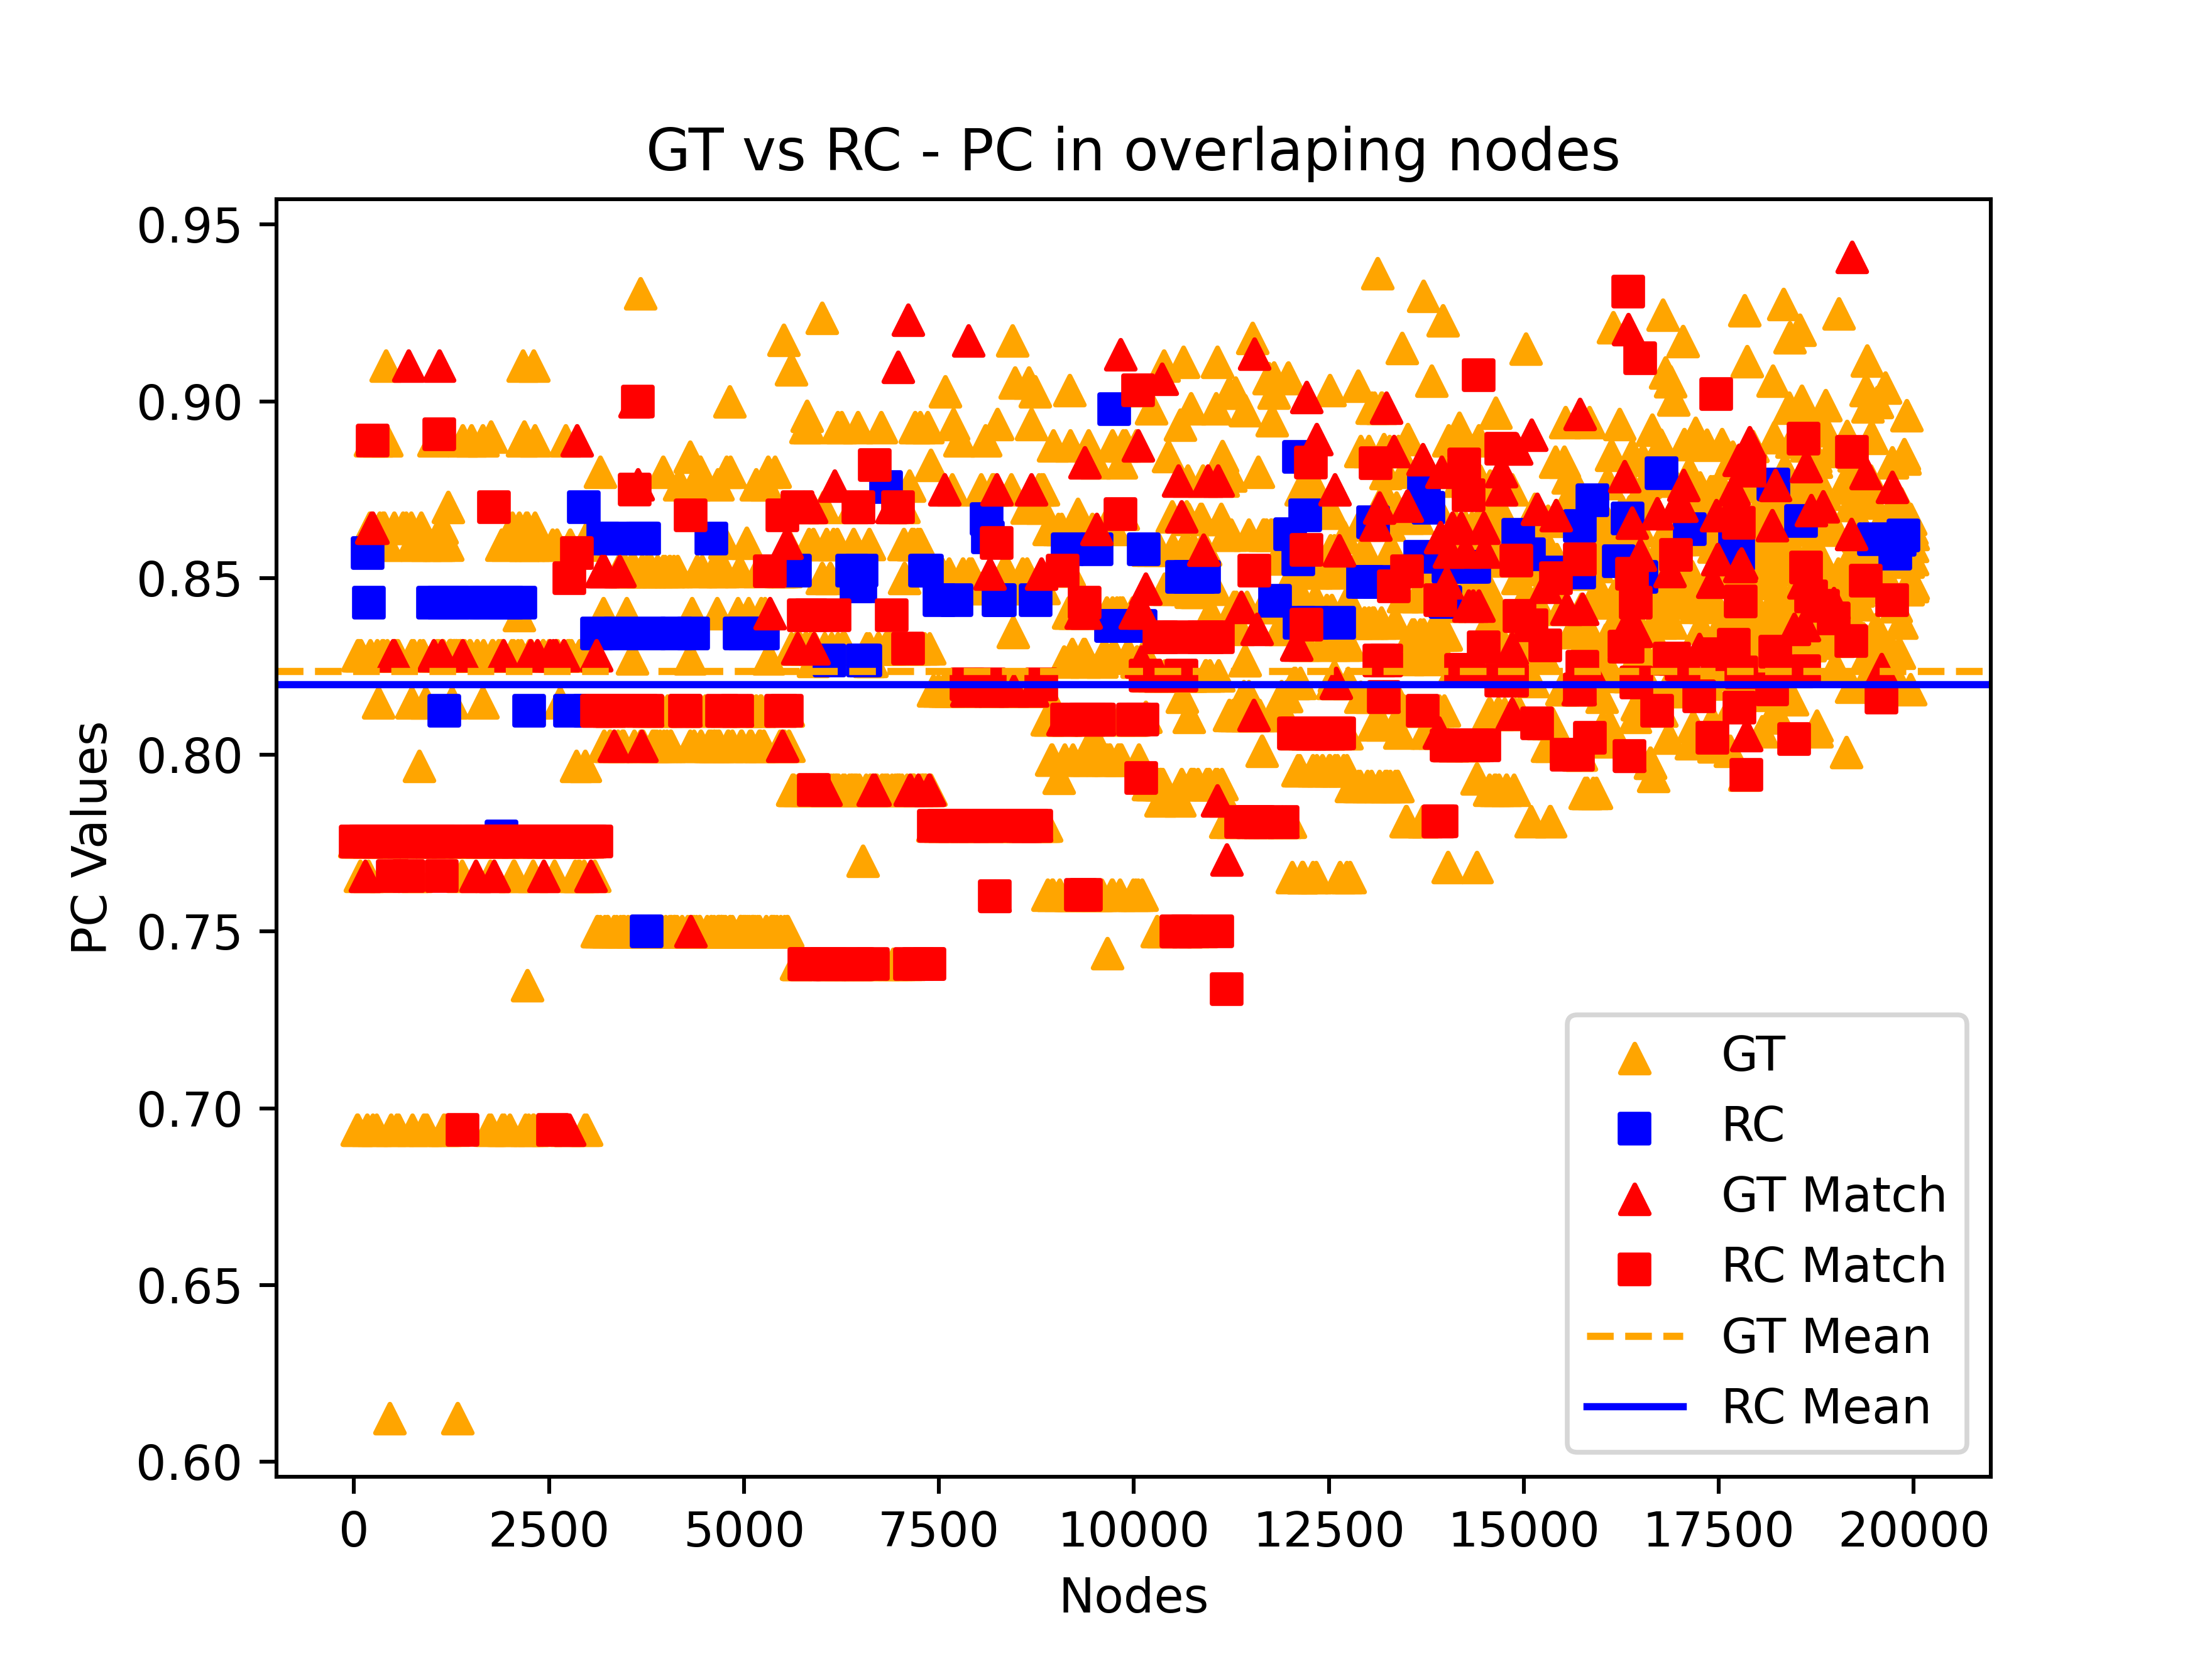 GT vs RC - PC in overlaping nodes
0.95
0.90
0.85
0.80
0.75
0.70
0.65
0.60
PC Values
GT
RC
GT Match
RC Match
GT Mean
RC Mean
0 2500 5000 7500 10000 12500 15000 17500 20000
Nodes